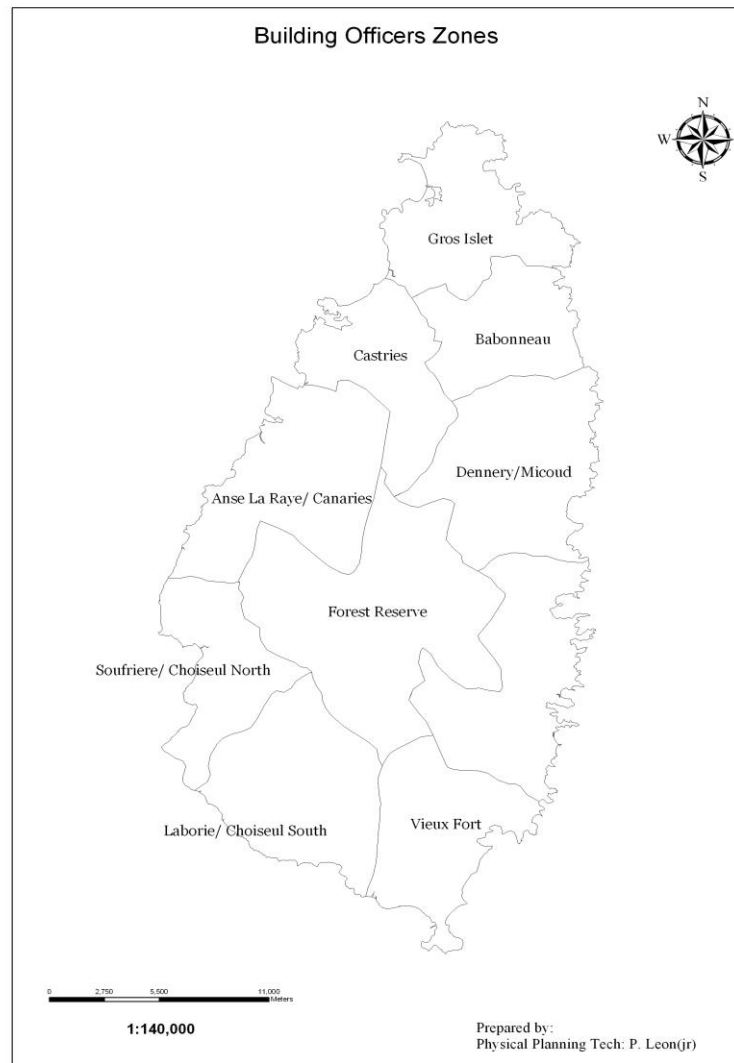 Building Officers Zones
N
W
S
Gros Islet
Babonneau
Castries
Dennery/Micoud
Anse La Raye/ Canaries
Forest Reserve
Soufriere/ Choiseul North
Vieux Fort
Laborie/ Choiseul South
0 2,750 5,500 11,000
Meters
1:140,000
Prepared by:
Physical Planning Tech: P. Leon(jr)